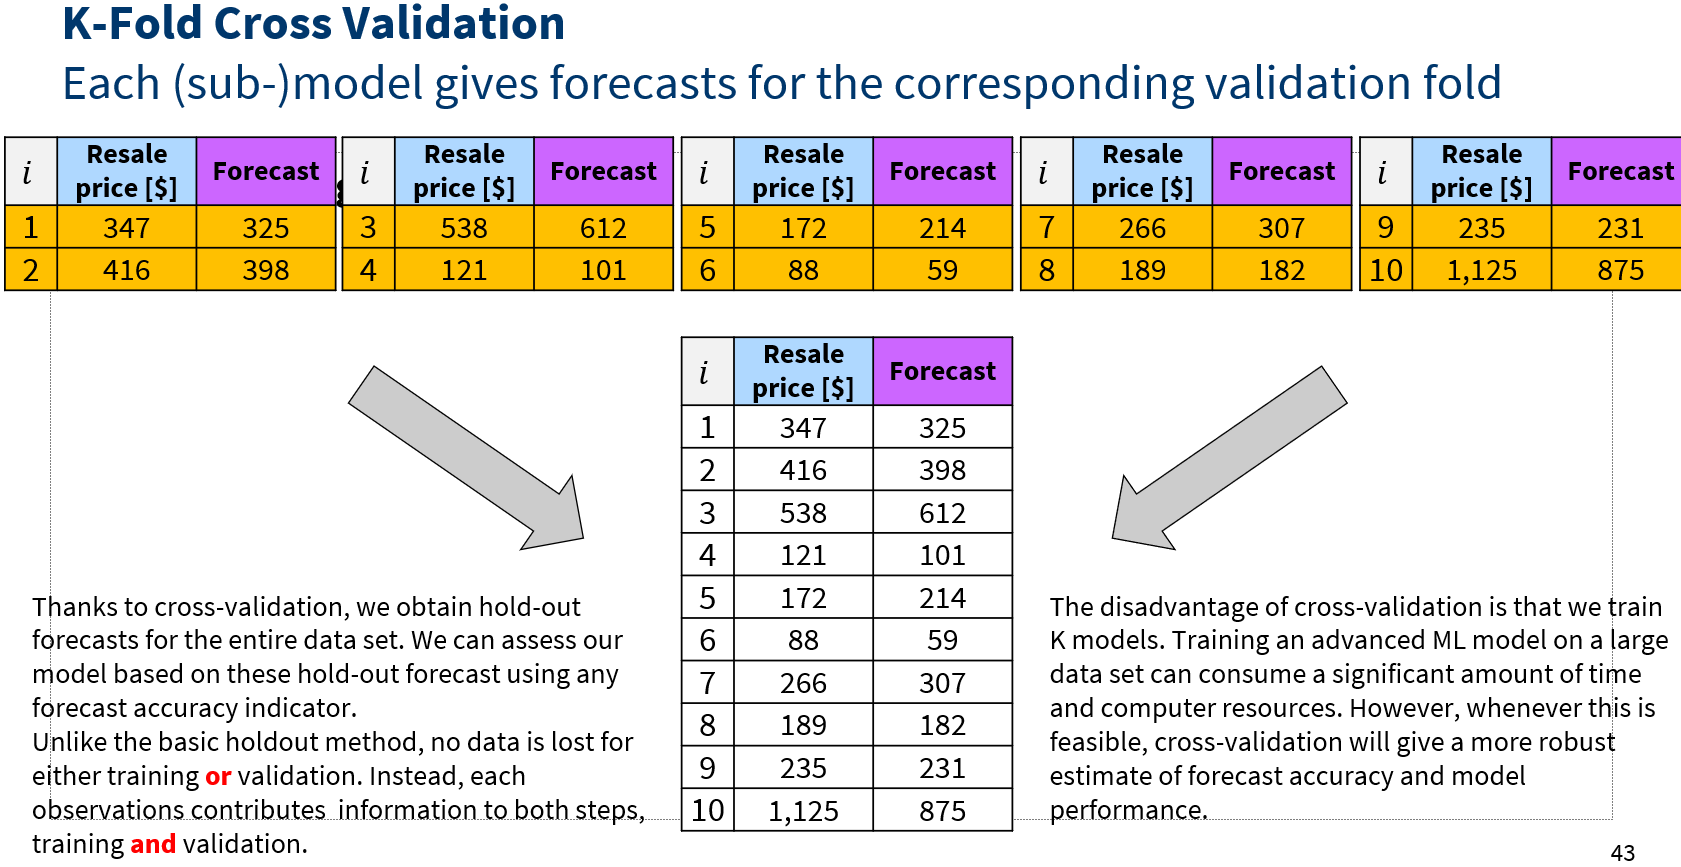 K-Fold Cross Validation
Each (sub-)model gives forecasts for the corresponding validation fold
i Resale price [$] Forecast
1 347 325
2 416 398
i Resale price [$] Forecast
3 538 612
4 121 101
i Resale price [$] Forecast
5 172 214
6 88 59
i Resale price [$] Forecast
7 266 307
8 189 182
i Resale price [$] Forecast
9 235 231
10 1,125 875
i Resale price [$] Forecast
1 347 325
2 416 398
3 538 612
4 121 101
5 172 214
6 88 59
7 266 307
8 189 182
9 235 231
10 1,125 875
Thanks to cross-validation, we obtain hold-out
forecasts for the entire data set. We can assess our
model based on these hold-out forecast using any
forecast accuracy indicator.
Unlike the basic holdout method, no data is lost for
either training or validation. Instead, each
observations contributes  information to both steps,
training and validation.
The disadvantage of cross-validation is that we train
K models. Training an advanced ML model on a large
data set can consume a significant amount of time
and computer resources. However, whenever this is
feasible, cross-validation will give a more robust
estimate of forecast accuracy and model
performance.
43